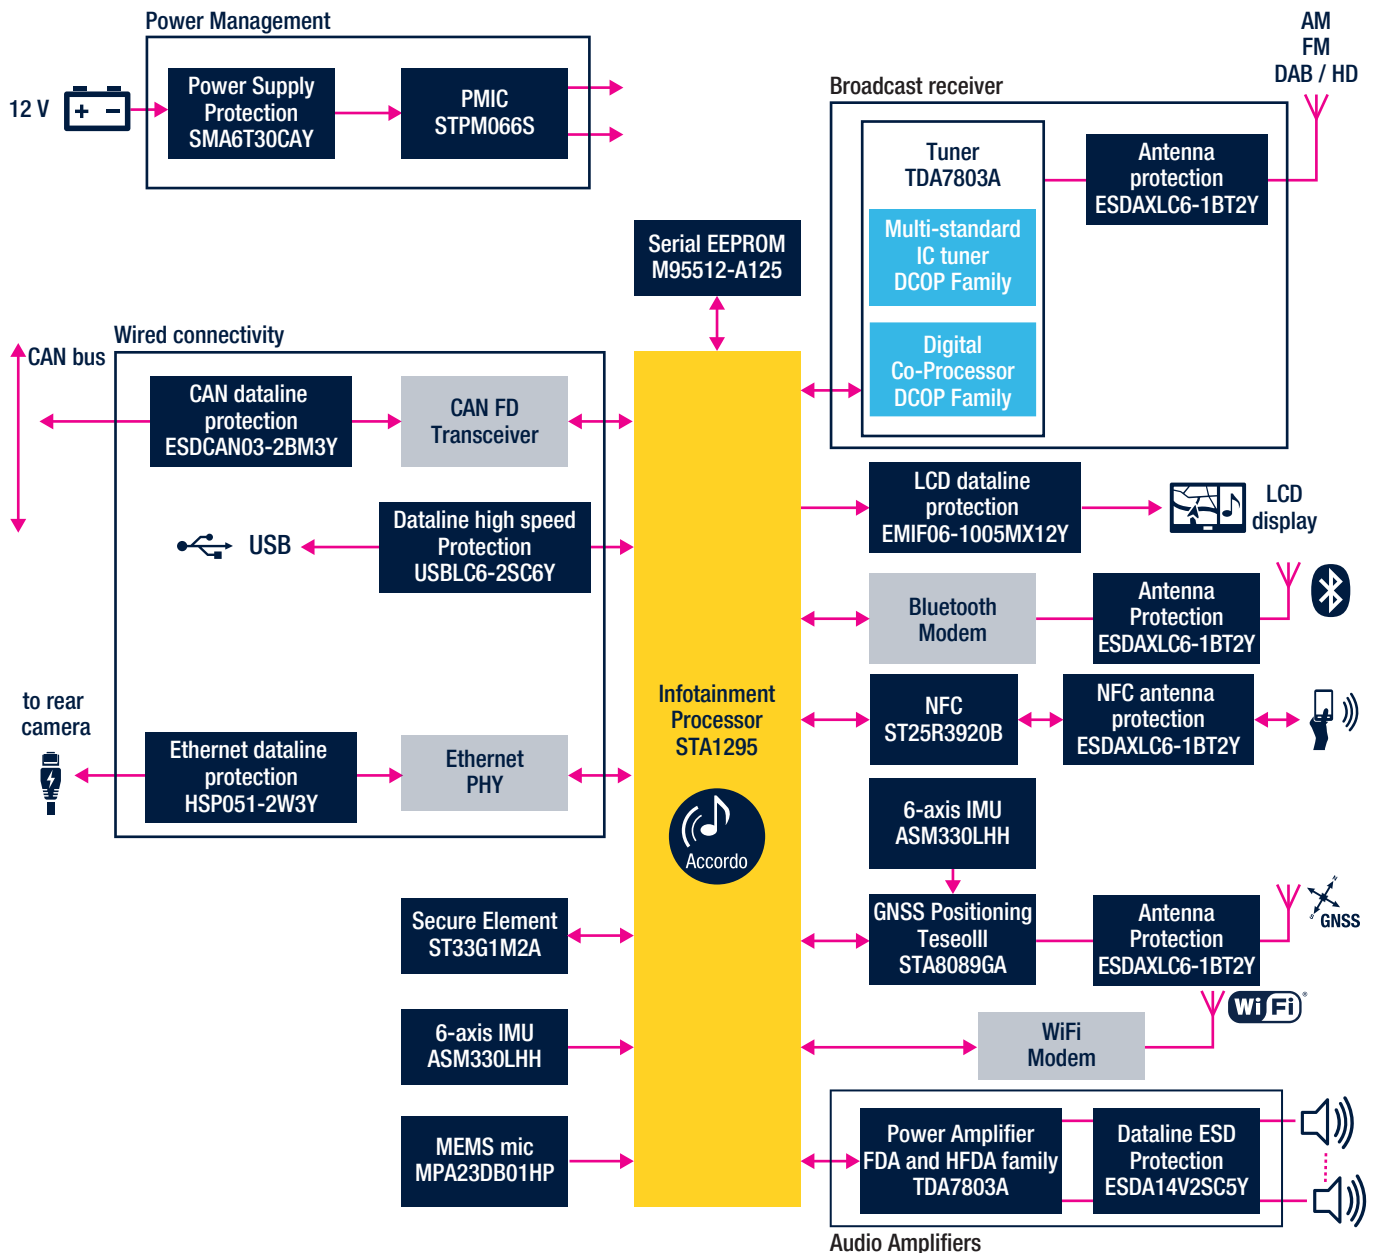 Power Management
12 V
+ −
Power Supply
Protection
SMA6T30CAY
PMIC
STPM066S
AM
FM
DAB / HD
Broadcast receiver
Tuner
TDA7803A
Multi-standard
IC tuner
DCOP Family
Digital
Co-Processor
DCOP Family
Antenna
protection
ESDAXLC6-1BT2Y
Serial EEPROM
M95512-A125
Wired connectivity
CAN bus
CAN dataline
protection
ESDCAN03-2BM3Y
CAN FD
Transceiver
USB
Dataline high speed
Protection
USBLC6-2SC6Y
to rear
camera
Ethernet dataline
protection
HSP051-2W3Y
Ethernet
PHY
Infotainment
Processor
STA1295
Accordo
LCD dataline
protection
EMIF06-1005MX12Y
LCD
display
Bluetooth
Modem
Antenna
Protection
ESDAXLC6-1BT2Y
NFC
ST25R3920B
NFC antenna
protection
ESDAXLC6-1BT2Y
6-axis IMU
ASM330LHH
GNSS Positioning
TeseoIII
STA8089GA
Antenna
Protection
ESDAXLC6-1BT2Y
N
S
GNSS
Secure Element
ST33G1M2A
6-axis IMU
ASM330LHH
MEMS mic
MPA23DB01HP
WiFi
Modem
Wi Fi®
Power Amplifier
FDA and HFDA family
TDA7803A
Dataline ESD
Protection
ESDA14V2SC5Y
Audio Amplifiers